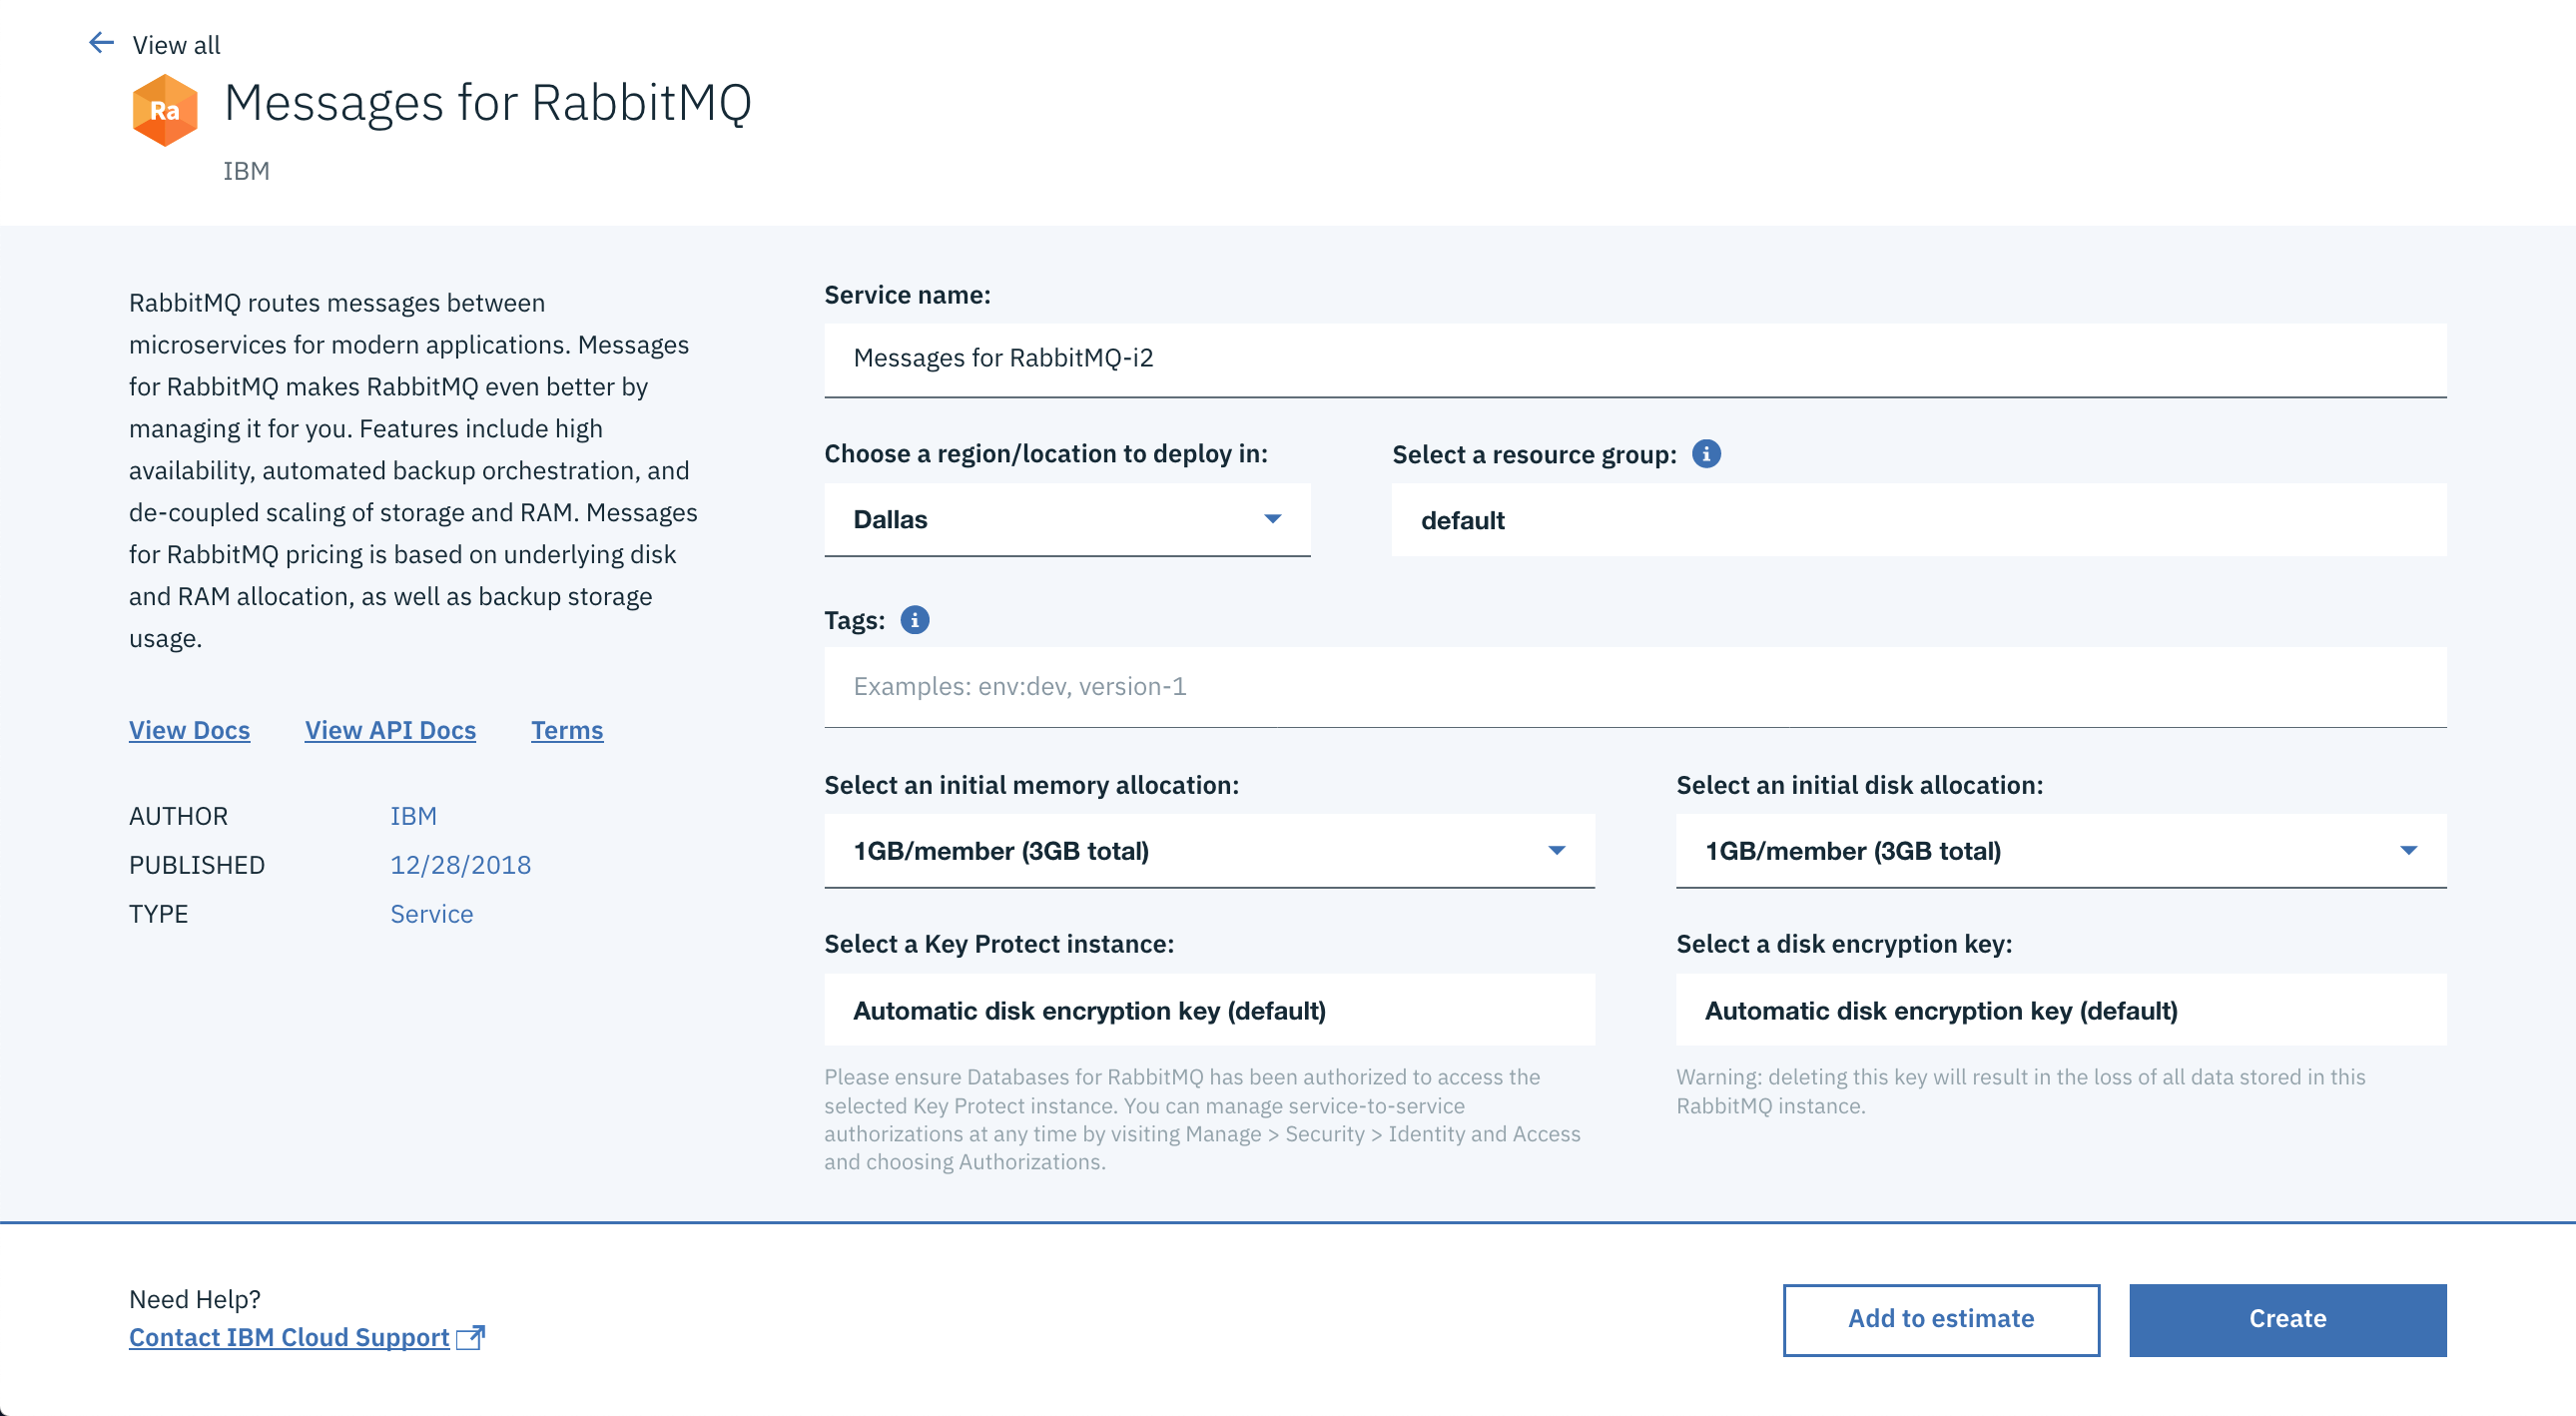 View all
Ra
Messages for RabbitMQ
IBM
RabbitMQ routes messages between
microservices for modern applications. Messages
for RabbitMQ makes RabbitMQ even better by
managing it for you. Features include high
availability, automated backup orchestration, and
de-coupled scaling of storage and RAM. Messages
for RabbitMQ pricing is based on underlying disk
and RAM allocation, as well as backup storage
usage.
View Docs View API Docs Terms
AUTHOR IBM
PUBLISHED 12/28/2018
TYPE Service
Service name:
Messages for RabbitMQ-i2
Choose a region/location to deploy in:
Dallas
Select a resource group:
default
Tags:
Examples: env:dev, version-1
Select an initial memory allocation:
1GB/member (3GB total)
Select an initial disk allocation:
1GB/member (3GB total)
Select a Key Protect instance:
Automatic disk encryption key (default)
Please ensure Databases for RabbitMQ has been authorized to access the
selected Key Protect instance. You can manage service-to-service
authorizations at any time by visiting Manage > Security > Identity and Access
and choosing Authorizations.
Select a disk encryption key:
Automatic disk encryption key (default)
Warning: deleting this key will result in the loss of all data stored in this
RabbitMQ instance.
Need Help?
Contact IBM Cloud Support
Add to estimate
Create